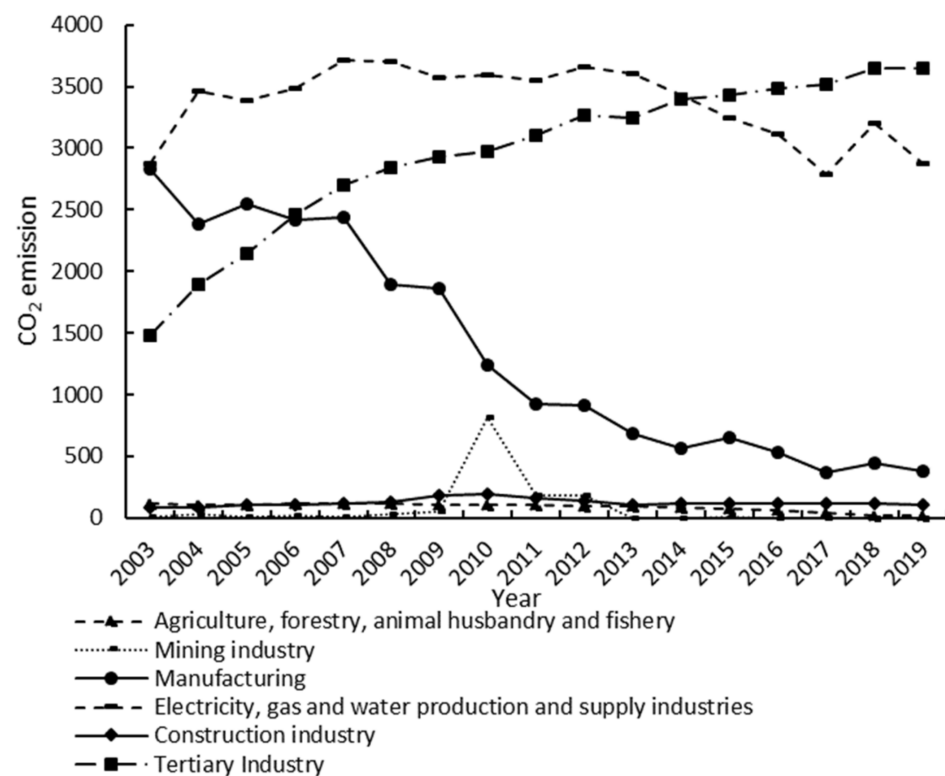 4000
3500
3000
2500
2000
1500
1000
500
0
CO2 emission
2003 2004 2005 2006 2007 2008 2009 2010 2011 2012 2013 2014 2015 2016 2017 2018 2019
Year
Agriculture, forestry, animal husbandry and fishery
Mining industry
Manufacturing
Electricity, gas and water production and supply industries
Construction industry
Tertiary Industry